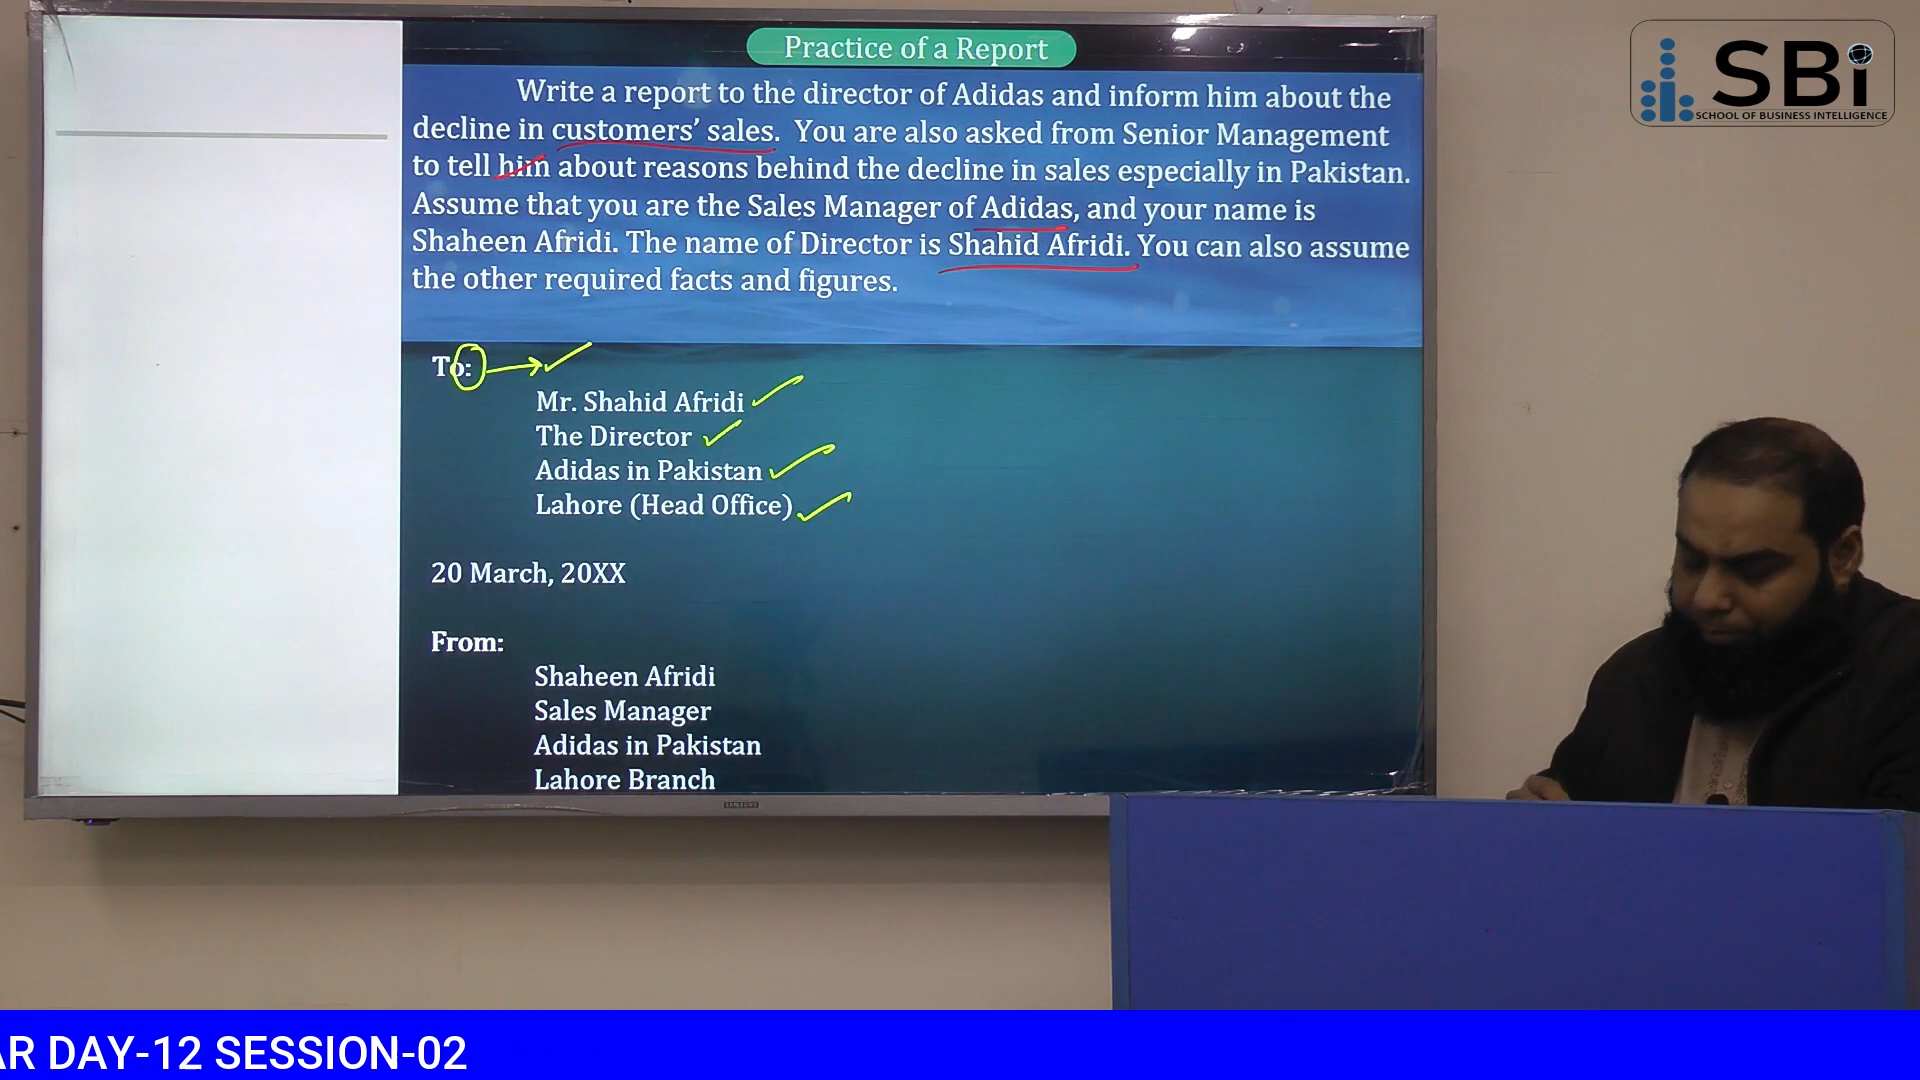 Practice of a Report
Write a report to the director of Adidas and inform him about the
decline in customers’ sales. You are also asked from Senior Management
to tell him about reasons behind the decline in sales especially in Pakistan.
Assume that you are the Sales Manager of Adidas, and your name is
Shaheen Afridi. The name of Director is Shahid Afridi. You can also assume
the other required facts and figures.
To:
Mr. Shahid Afridi
The Director
Adidas in Pakistan
Lahore (Head Office)
20 March, 20XX
From:
Shaheen Afridi
Sales Manager
Adidas in Pakistan
Lahore Branch
SAMSUNG
SBi
SCHOOL OF BUSINESS INTELLIGENCE
AR DAY-12 SESSION-02